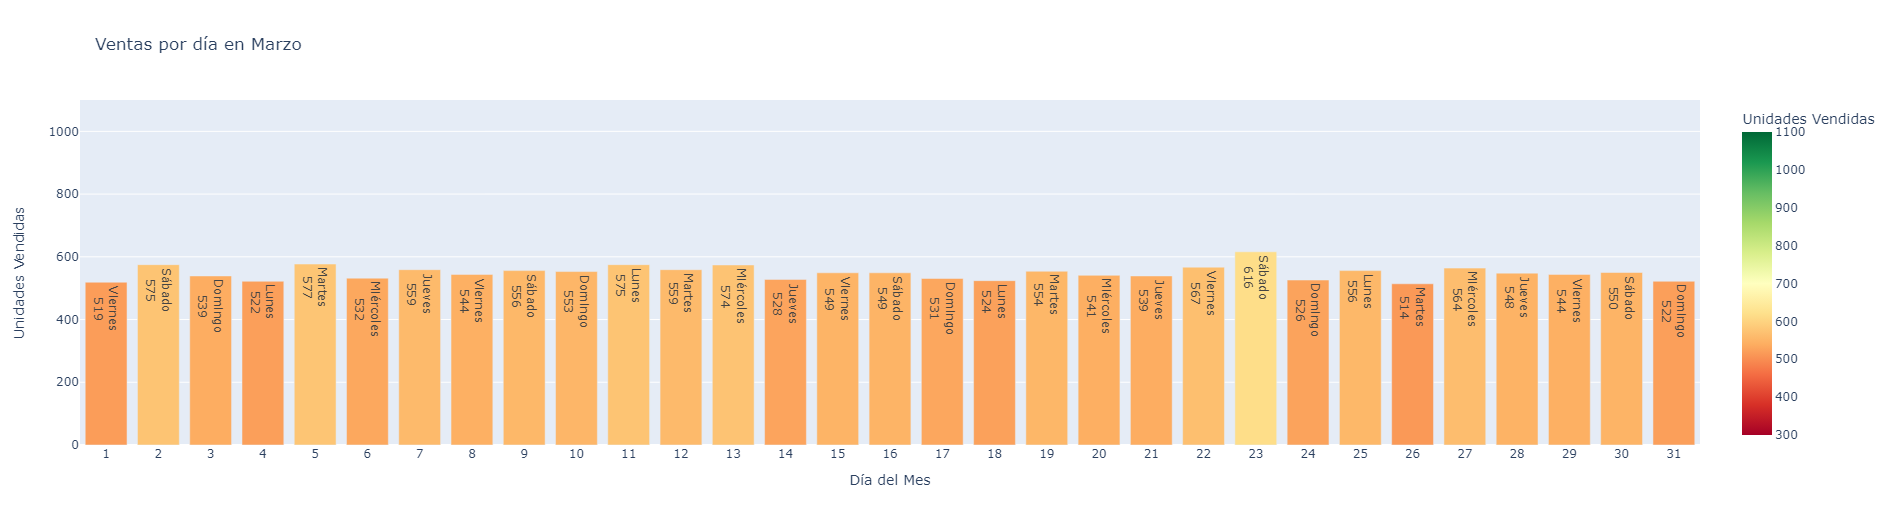 Ventas por día en Marzo
Unidades Vendidas
1000
800
600
400
200
0
Viernes
519
Sábado
575
Domingo
539
Lunes
522
Martes
577
Miércoles
532
Jueves
559
Viernes
544
Sábado
556
Domingo
553
Lunes
575
Martes
559
Miércoles
574
Jueves
528
Viernes
549
Sábado
549
Domingo
531
Lunes
524
Martes
554
Miércoles
541
Jueves
539
Viernes
567
Sábado
616
Domingo
526
Lunes
556
Martes
514
Miércoles
564
Jueves
548
Viernes
544
Sábado
550
Domingo
522
1 2 3 4 5 6 7 8 9 10 11 12 13 14 15 16 17 18 19 20 21 22 23 24 25 26 27 28 29 30 31
Día del Mes
Unidades Vendidas
1100
1000
900
800
700
600
500
400
300